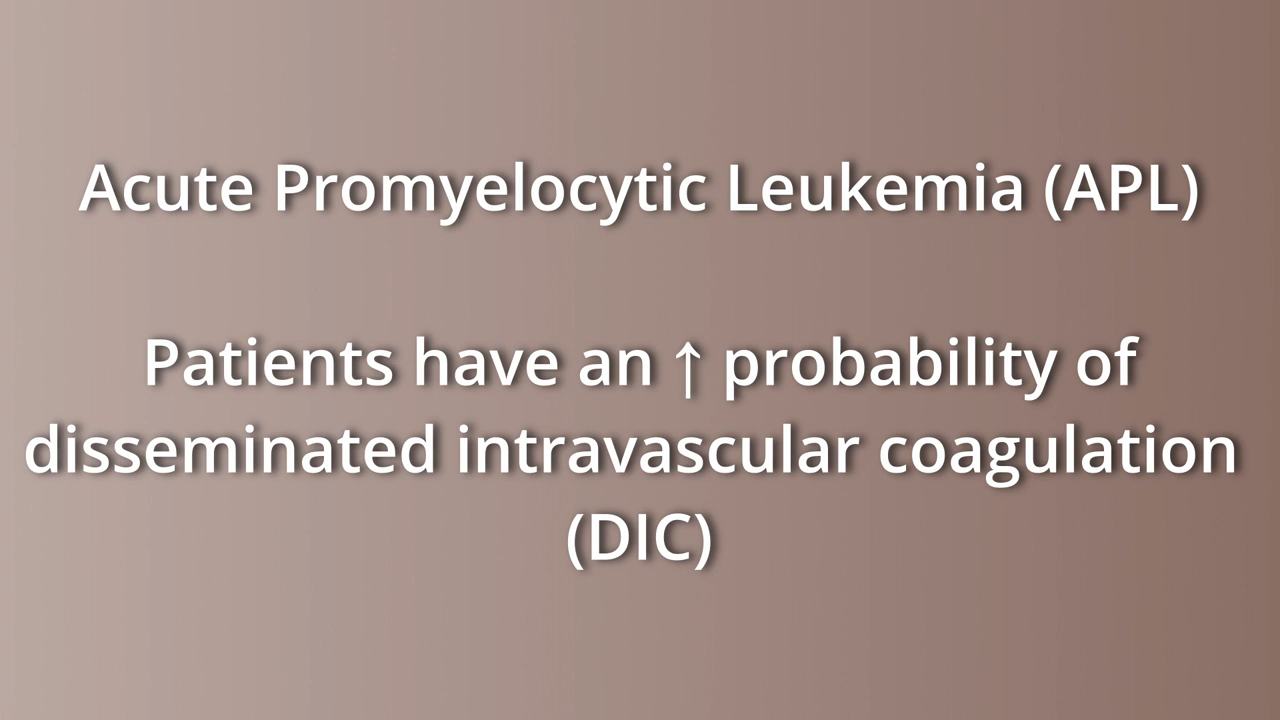 Acute Promyelocytic Leukemia (APL)
Patients have an ↑ probability of
disseminated intravascular coagulation
(DIC)